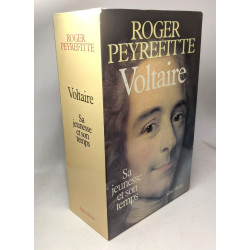 ROGER
PEYREFITTE
Voltaire
Sa
jeunesse
et son
temps
ROGER
PEYREFITTE
Voltaire
Sa
jeunesse
et son
temps